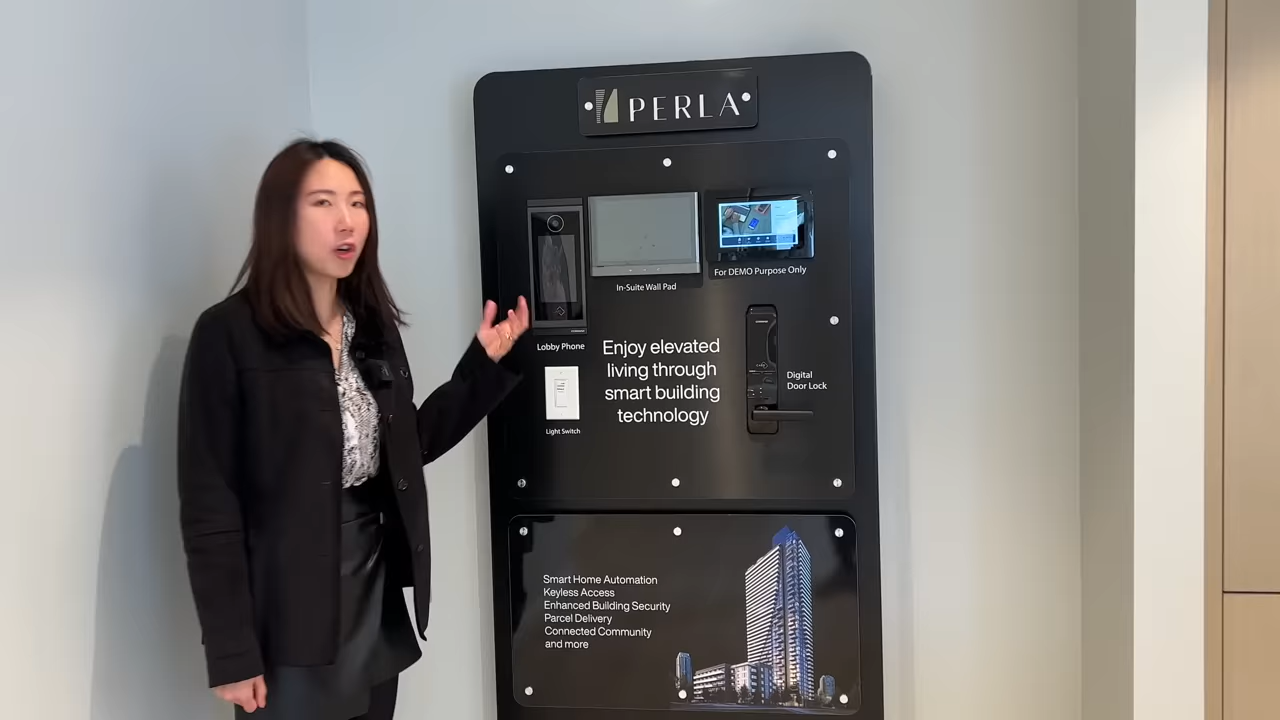 PERLA
In-Suite Wall Pad
For DEMO Purpose Only
Lobby Phone
Enjoy elevated
living through
smart building
technology
Digital
Door Lock
Light Switch
Smart Home Automation
Keyless Access
Enhanced Building Security
Parcel Delivery
Connected Community
and more